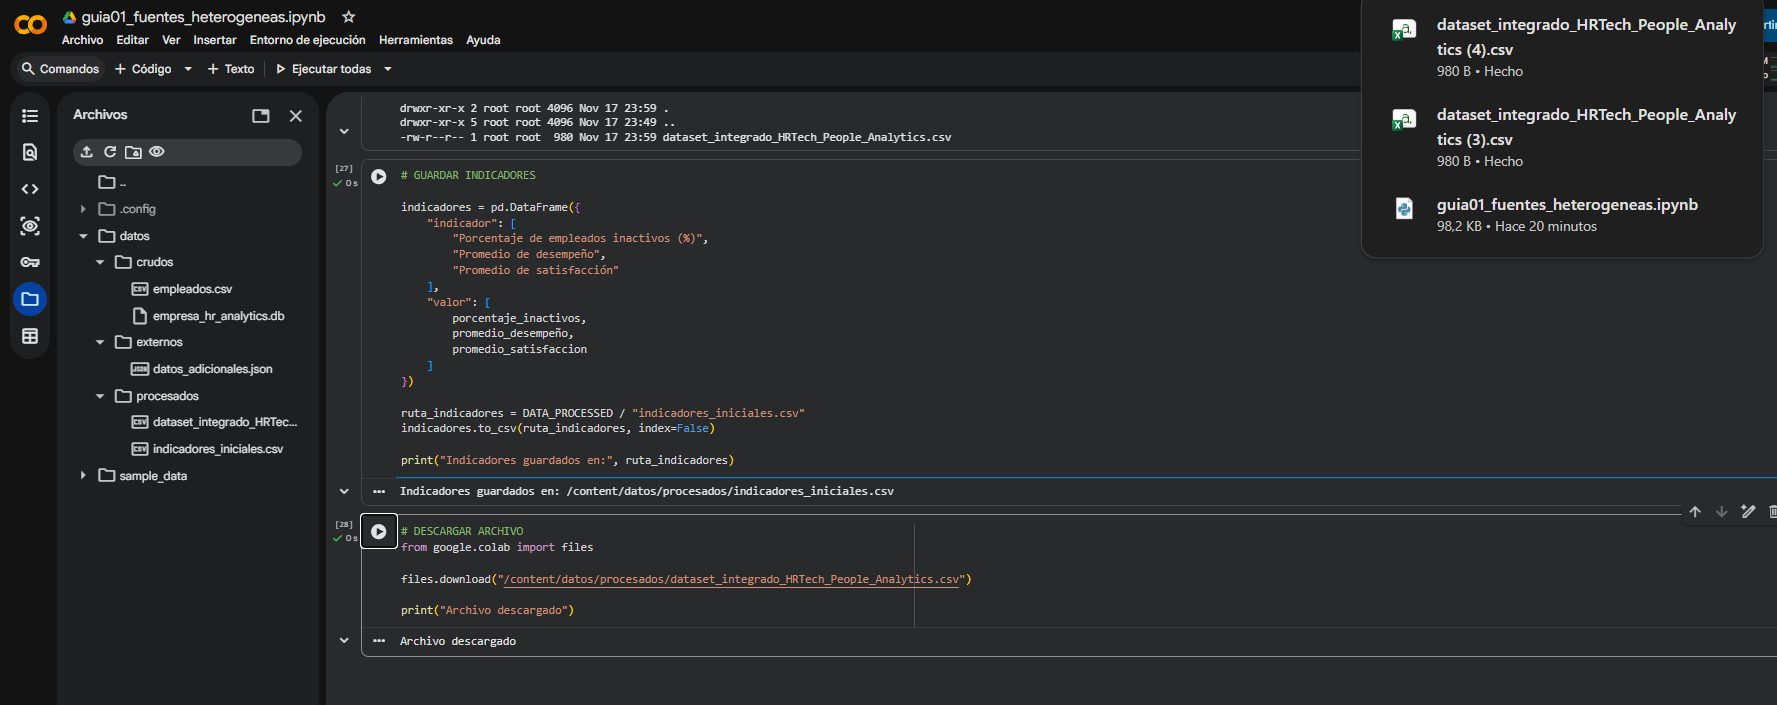 guia01_fuentes_heterogeneas.ipynb
Archivo Editar Ver Insertar Entorno de ejecución Herramientas Ayuda
Comandos + Código + Texto Ejecutar todas
Archivos
..
.config
datos
crudos
empleados.csv
empresa_hr_analytics.db
externos
datos_adicionales.json
procesados
dataset_integrado_HRTec...
indicadores_iniciales.csv
sample_data
drwxr-xr-x 2 root root 4096 Nov 17 23:59 .
drwxr-xr-x 5 root root 4096 Nov 17 23:49 ..
-rw-r--r-- 1 root root  980 Nov 17 23:59 dataset_integrado_HRTech_People_Analytics.csv
[27]
0 s
# GUARDAR INDICADORES
indicadores = pd.DataFrame({
"indicador": [
"Porcentaje de empleados inactivos (%)",
"Promedio de desempeño",
"Promedio de satisfacción"
],
"valor": [
porcentaje_inactivos,
promedio_desempeño,
promedio_satisfaccion
]
})
ruta_indicadores = DATA_PROCESSED / "indicadores_iniciales.csv"
indicadores.to_csv(ruta_indicadores, index=False)
print("Indicadores guardados en:", ruta_indicadores)
Indicadores guardados en: /content/datos/procesados/indicadores_iniciales.csv
[28]
0 s
# DESCARGAR ARCHIVO
from google.colab import files
files.download("/content/datos/procesados/dataset_integrado_HRTech_People_Analytics.csv")
print("Archivo descargado")
Archivo descargado
dataset_integrado_HRTech_People_Analy
tics (4).csv
980 B • Hecho
dataset_integrado_HRTech_People_Analy
tics (3).csv
980 B • Hecho
guia01_fuentes_heterogeneas.ipynb
98,2 KB • Hace 20 minutos